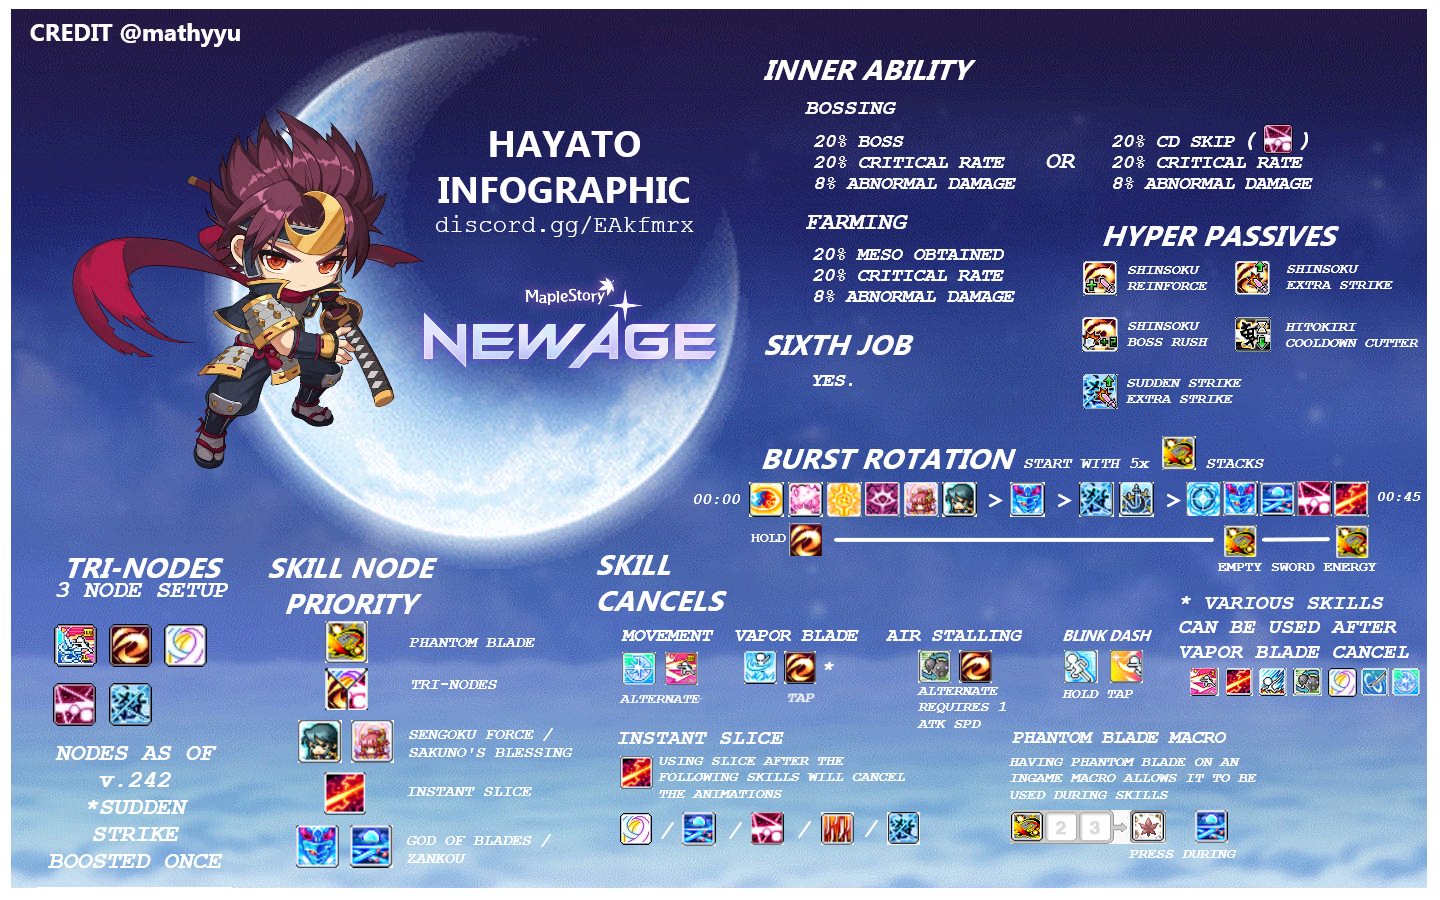 CREDIT @mathyyu
HAYATO
INFOGRAPHIC
discord.gg/EAkfmrx
MapleStory
NEW AGE
INNER ABILITY
BOSSING
20% BOSS
20% CRITICAL RATE
8% ABNORMAL DAMAGE
OR
20% CD SKIP ( )
20% CRITICAL RATE
8% ABNORMAL DAMAGE
FARMING
20% MESO OBTAINED
20% CRITICAL RATE
8% ABNORMAL DAMAGE
SIXTH JOB
YES.
HYPER PASSIVES
SHINSOKU
REINFORCE
SHINSOKU
EXTRA STRIKE
SHINSOKU
BOSS RUSH
HITOKIRI
COOLDOWN CUTTER
SUDDEN STRIKE
EXTRA STRIKE
BURST ROTATION START WITH 5x STACKS
00:00 > > > 00:45
HOLD
EMPTY SWORD ENERGY
TRI-NODES
3 NODE SETUP
NODES AS OF
v.242
*SUDDEN
STRIKE
BOOSTED ONCE
SKILL NODE
PRIORITY
PHANTOM BLADE
TRI-NODES
SENGOKU FORCE /
SAKUNO'S BLESSING
INSTANT SLICE
GOD OF BLADES /
ZANKOU
SKILL
CANCELS
MOVEMENT
ALTERNATE
VAPOR BLADE
*
TAP
AIR STALLING
ALTERNATE
REQUIRES 1
ATK SPD
BLINK DASH
HOLD TAP
* VARIOUS SKILLS
CAN BE USED AFTER
VAPOR BLADE CANCEL
INSTANT SLICE
USING SLICE AFTER THE
FOLLOWING SKILLS WILL CANCEL
THE ANIMATIONS
/ / / /
PHANTOM BLADE MACRO
HAVING PHANTOM BLADE ON AN
INGAME MACRO ALLOWS IT TO BE
USED DURING SKILLS
2 3
PRESS DURING